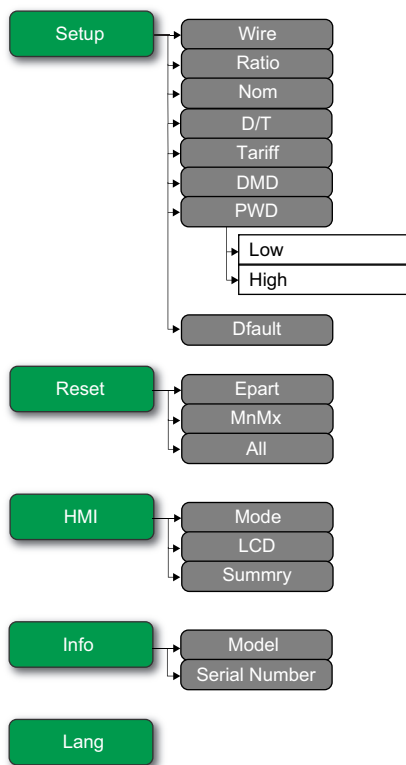 Setup
Wire
Ratio
Nom
D/T
Tariff
DMD
PWD
Low
High
Dfault
Reset
Epart
MnMx
All
HMI
Mode
LCD
Summry
Info
Model
Serial Number
Lang